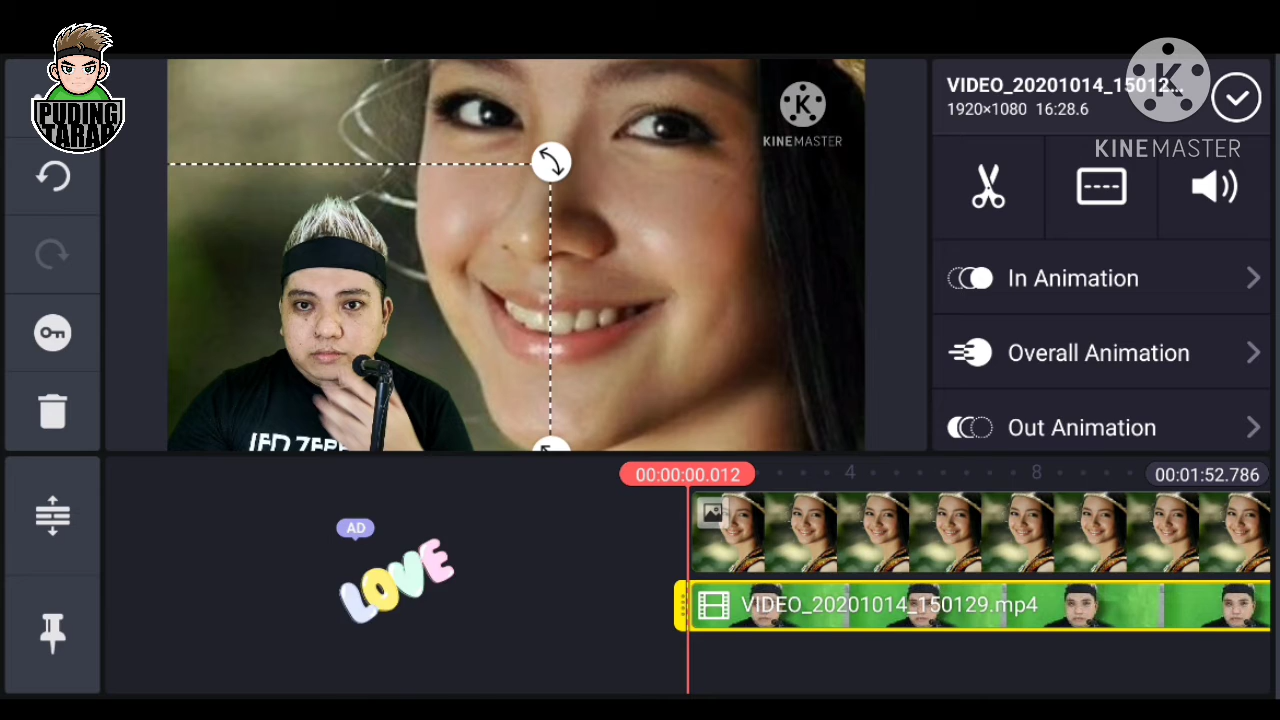 PUDING
TARAP
K
KINEMASTER
VIDEO_20201014_15012...
1920×1080 16:28.6
K
KINEMASTER
In Animation
Overall Animation
Out Animation
00:00:00.012
4
8
00:01:52.786
AD
LOVE
VIDEO_20201014_150129.mp4